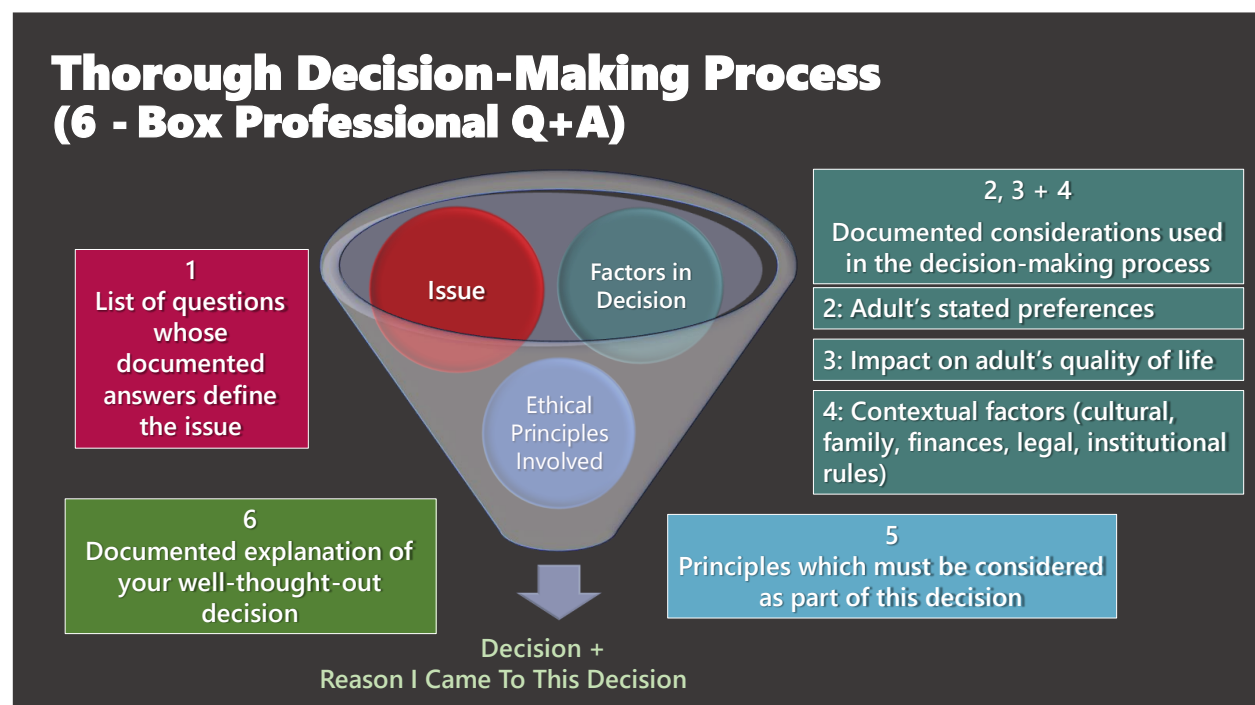 Thorough Decision-Making Process
(6 - Box Professional Q+A)
1
List of questions
whose
documented
answers define
the issue
Issue
Factors in
Decision
Ethical
Principles
Involved
2, 3 + 4
Documented considerations used
in the decision-making process
2: Adult's stated preferences
3: Impact on adult's quality of life
4: Contextual factors (cultural,
family, finances, legal, institutional
rules)
5
Principles which must be considered
as part of this decision
6
Documented explanation of
your well-thought-out
decision
Decision +
Reason I Came To This Decision